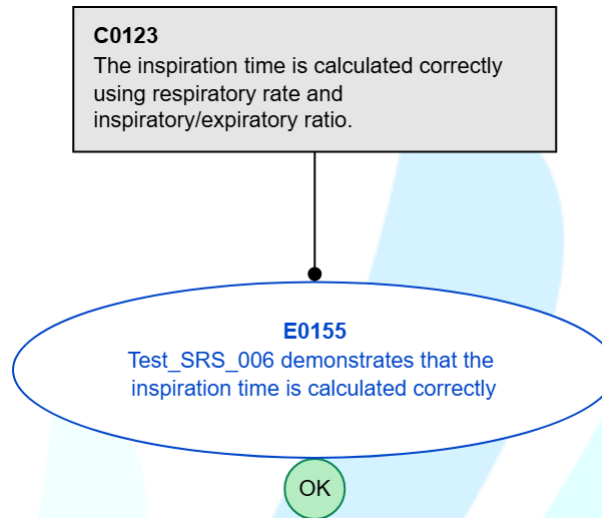 C0123
The inspiration time is calculated correctly
using respiratory rate and
inspiratory/expiratory ratio.
E0155
Test_SRS_006 demonstrates that the
inspiration time is calculated correctly
OK